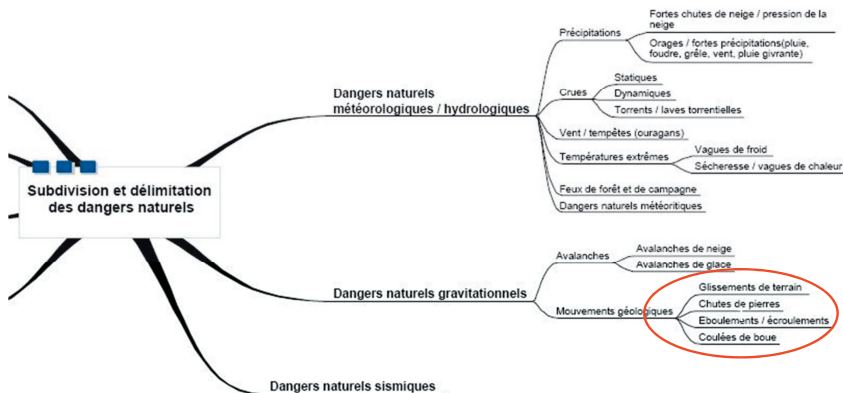 Subdivision et délimitation
des dangers naturels
Dangers naturels
météorologiques / hydrologiques
Précipitations
Fortes chutes de neige / pression de la
neige
Orages / fortes précipitations(pluie,
foudre, grêle, vent, pluie givrante)
Crues
Statiques
Dynamiques
Torrents / laves torrentielles
Vent / tempêtes (ouragans)
Températures extrêmes
Vagues de froid
Sécheresse / vagues de chaleur
Feux de forêt et de campagne
Dangers naturels météoritiques
Dangers naturels gravitationnels
Avalanches
Avalanches de neige
Avalanches de glace
Mouvements géologiques
Glissements de terrain
Chutes de pierres
Eboulements / écroulements
Coulées de boue
Dangers naturels sismiques